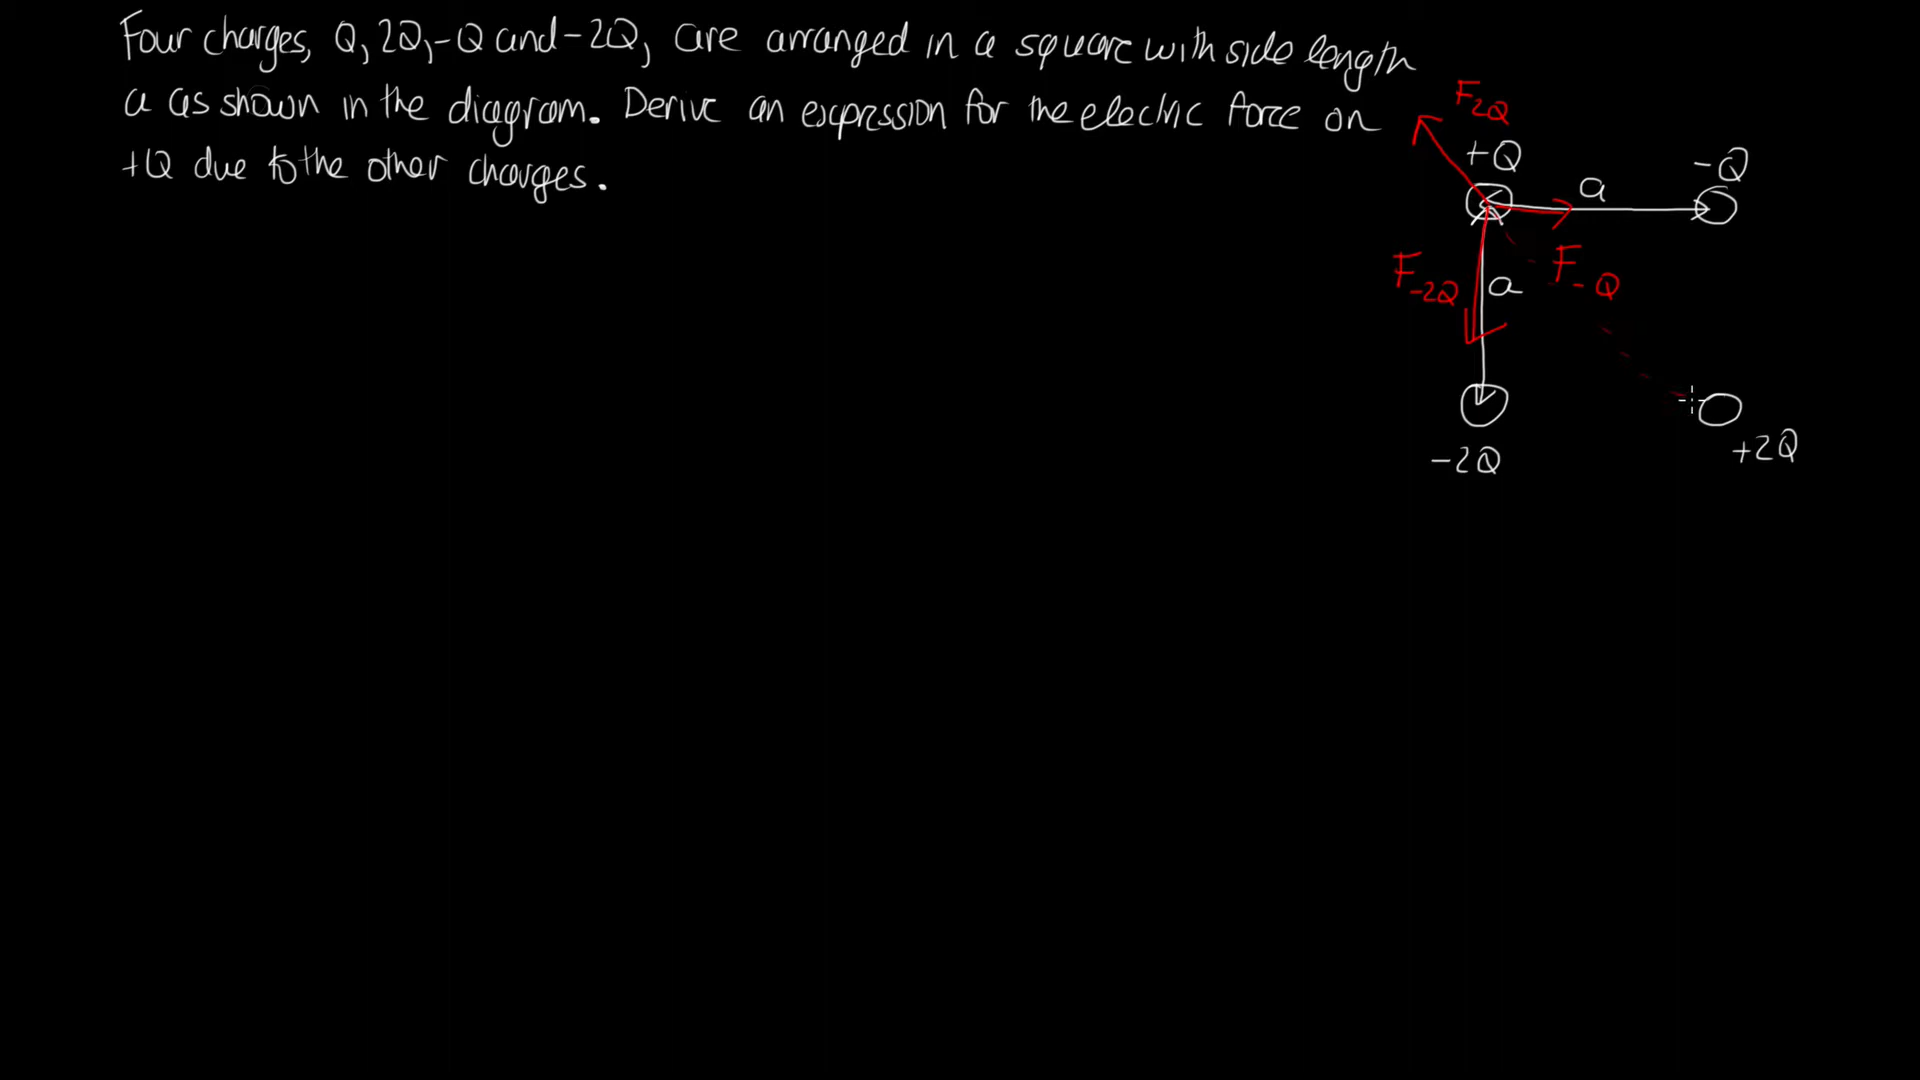 Four charges, Q, 2Q, -Q and -2Q, are arranged in a square with side length
a as shown in the diagram. Derive an expression for the electric force on
+Q due to the other charges.
F2Q
+Q
-Q
a
F-2Q
a
F-Q
-2Q
+2Q